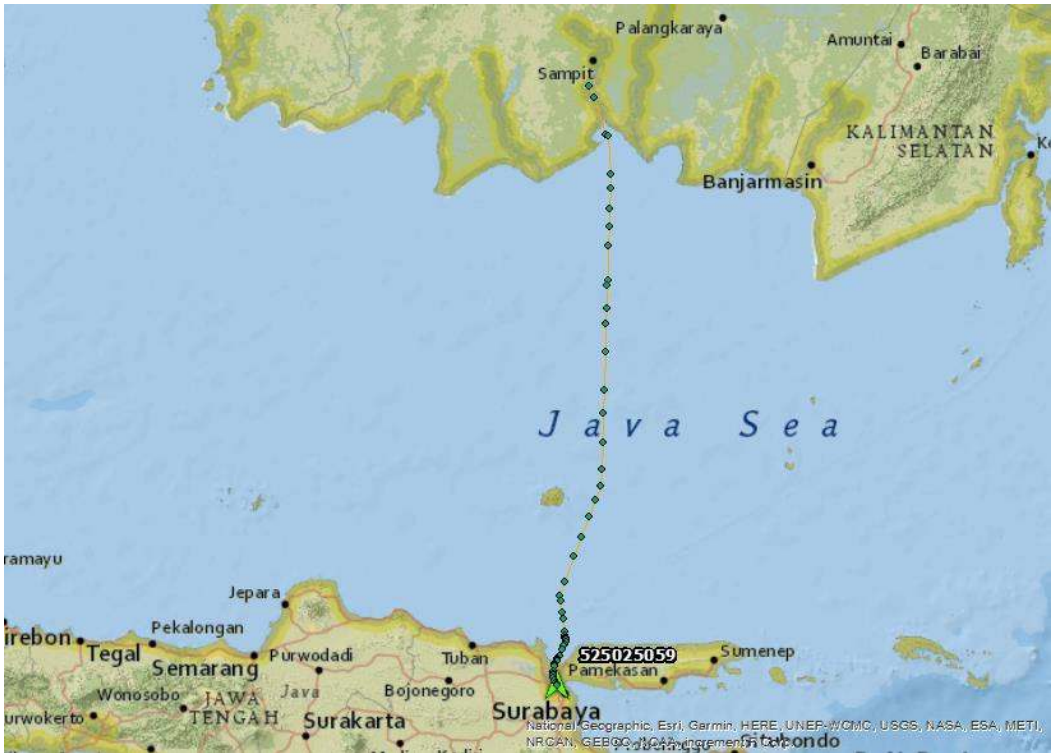 Palangkaraya
Amuntai
Barabai
Sampit
KALIMANTAN
SELATAN
Banjarmasin
Java Sea
ramayu
Jepara
irebon
Tegal
Pekalongan
Semarang
Purwodadi
Tuban
525025059
Sumenep
Pamekasan
Wonosobo
JAWA
TENGAH
Java
Bojonegoro
urwokerto
Surakarta
Surabaya
National Geographic, Esri, Garmin, HERE, UNEP-WCMC, USGS, NASA, ESA, METI,
NRCAN, GEBCO, NOAA, increment P Corp.